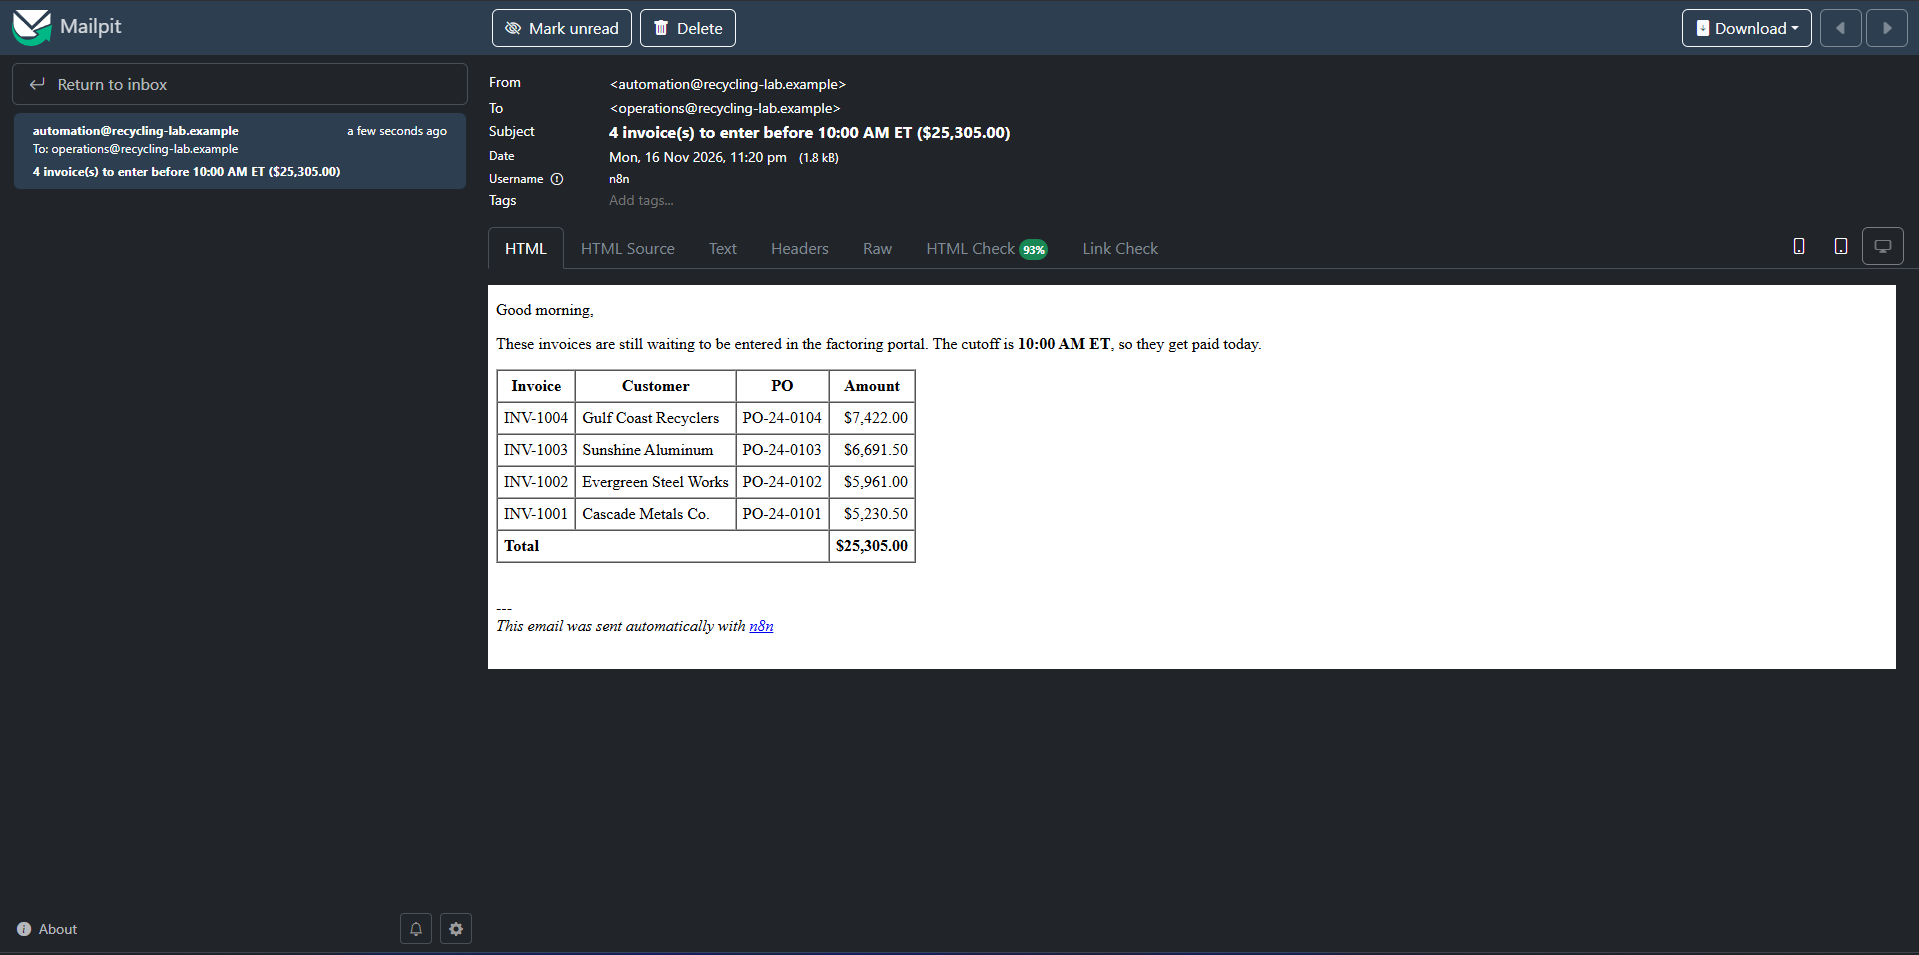 Mailpit
Mark unread
Delete
Download
Return to inbox
automation@recycling-lab.example a few seconds ago
To: operations@recycling-lab.example
4 invoice(s) to enter before 10:00 AM ET ($25,305.00)
From <automation@recycling-lab.example>
To <operations@recycling-lab.example>
Subject 4 invoice(s) to enter before 10:00 AM ET ($25,305.00)
Date Mon, 16 Nov 2026, 11:20 pm (1.8 kB)
Username n8n
Tags Add tags...
HTML HTML Source Text Headers Raw HTML Check 93% Link Check
Good morning,
These invoices are still waiting to be entered in the factoring portal. The cutoff is 10:00 AM ET, so they get paid today.
Invoice Customer PO Amount
INV-1004 Gulf Coast Recyclers PO-24-0104 $7,422.00
INV-1003 Sunshine Aluminum PO-24-0103 $6,691.50
INV-1002 Evergreen Steel Works PO-24-0102 $5,961.00
INV-1001 Cascade Metals Co. PO-24-0101 $5,230.50
Total $25,305.00
---
This email was sent automatically with n8n
About